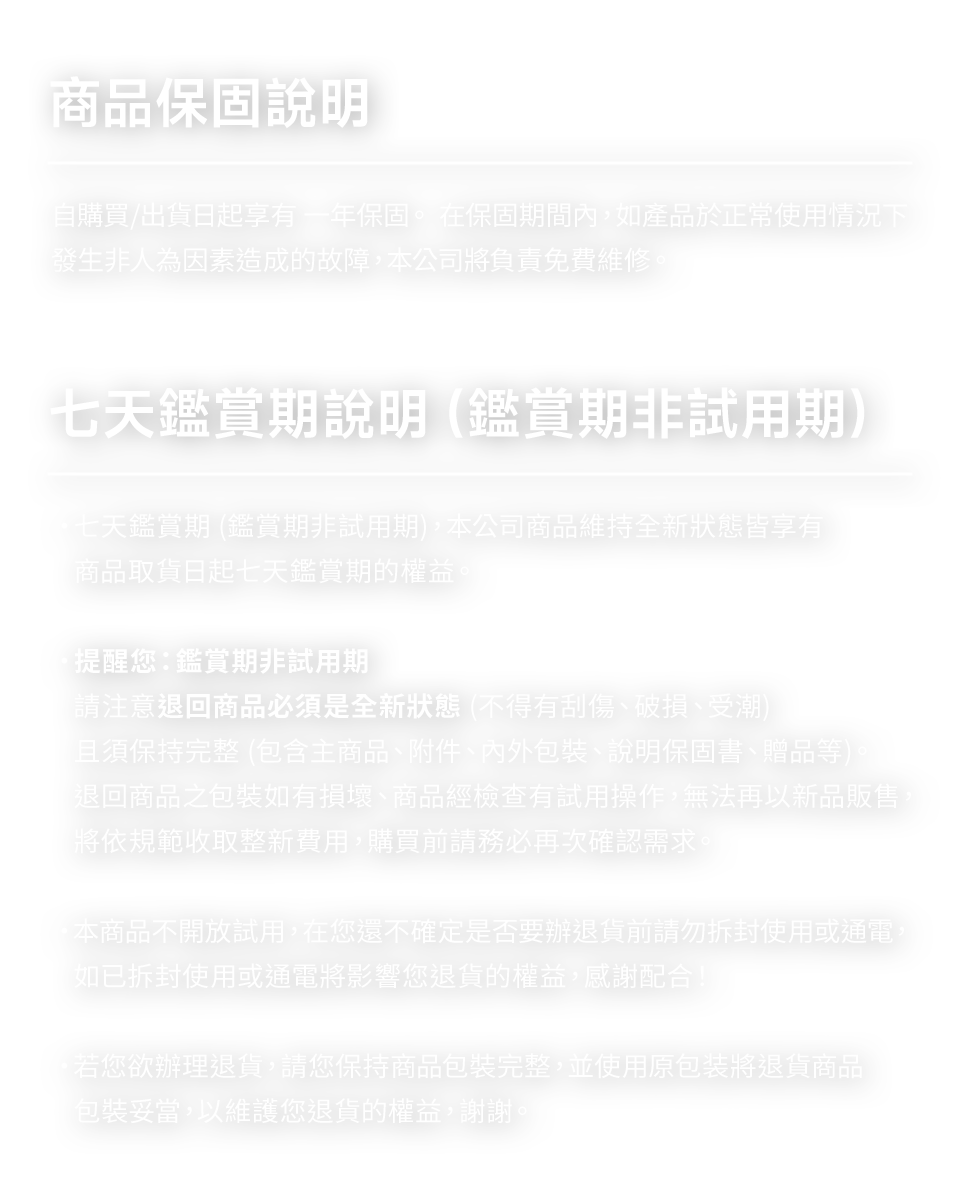 商品保固說明
自購買/出貨日起享有 一年保固。 在保固期間內，如產品於正常使用情況下
發生非人為因素造成的故障，本公司將負責免費維修。
七天鑑賞期說明 (鑑賞期非試用期)
·七天鑑賞期 (鑑賞期非試用期)，本公司商品維持全新狀態皆享有
商品取貨日起七天鑑賞期的權益。
·提醒您：鑑賞期非試用期
請注意退回商品必須是全新狀態 (不得有刮傷、破損、受潮)
且須保持完整 (包含主商品、附件、內外包裝、說明保固書、贈品等)。
退回商品之包裝如有損壞、商品經檢查有試用操作，無法再以新品販售，
將依規範收取整新費用，購買前請務必再次確認需求。
·本商品不開放試用，在您還不確定是否要辦退貨前請勿拆封使用或通電，
如已拆封使用或通電將影響您退貨的權益，感謝配合！
·若您欲辦理退貨，請您保持商品包裝完整，並使用原包裝將退貨商品
包裝妥當，以維護您退貨的權益，謝謝。